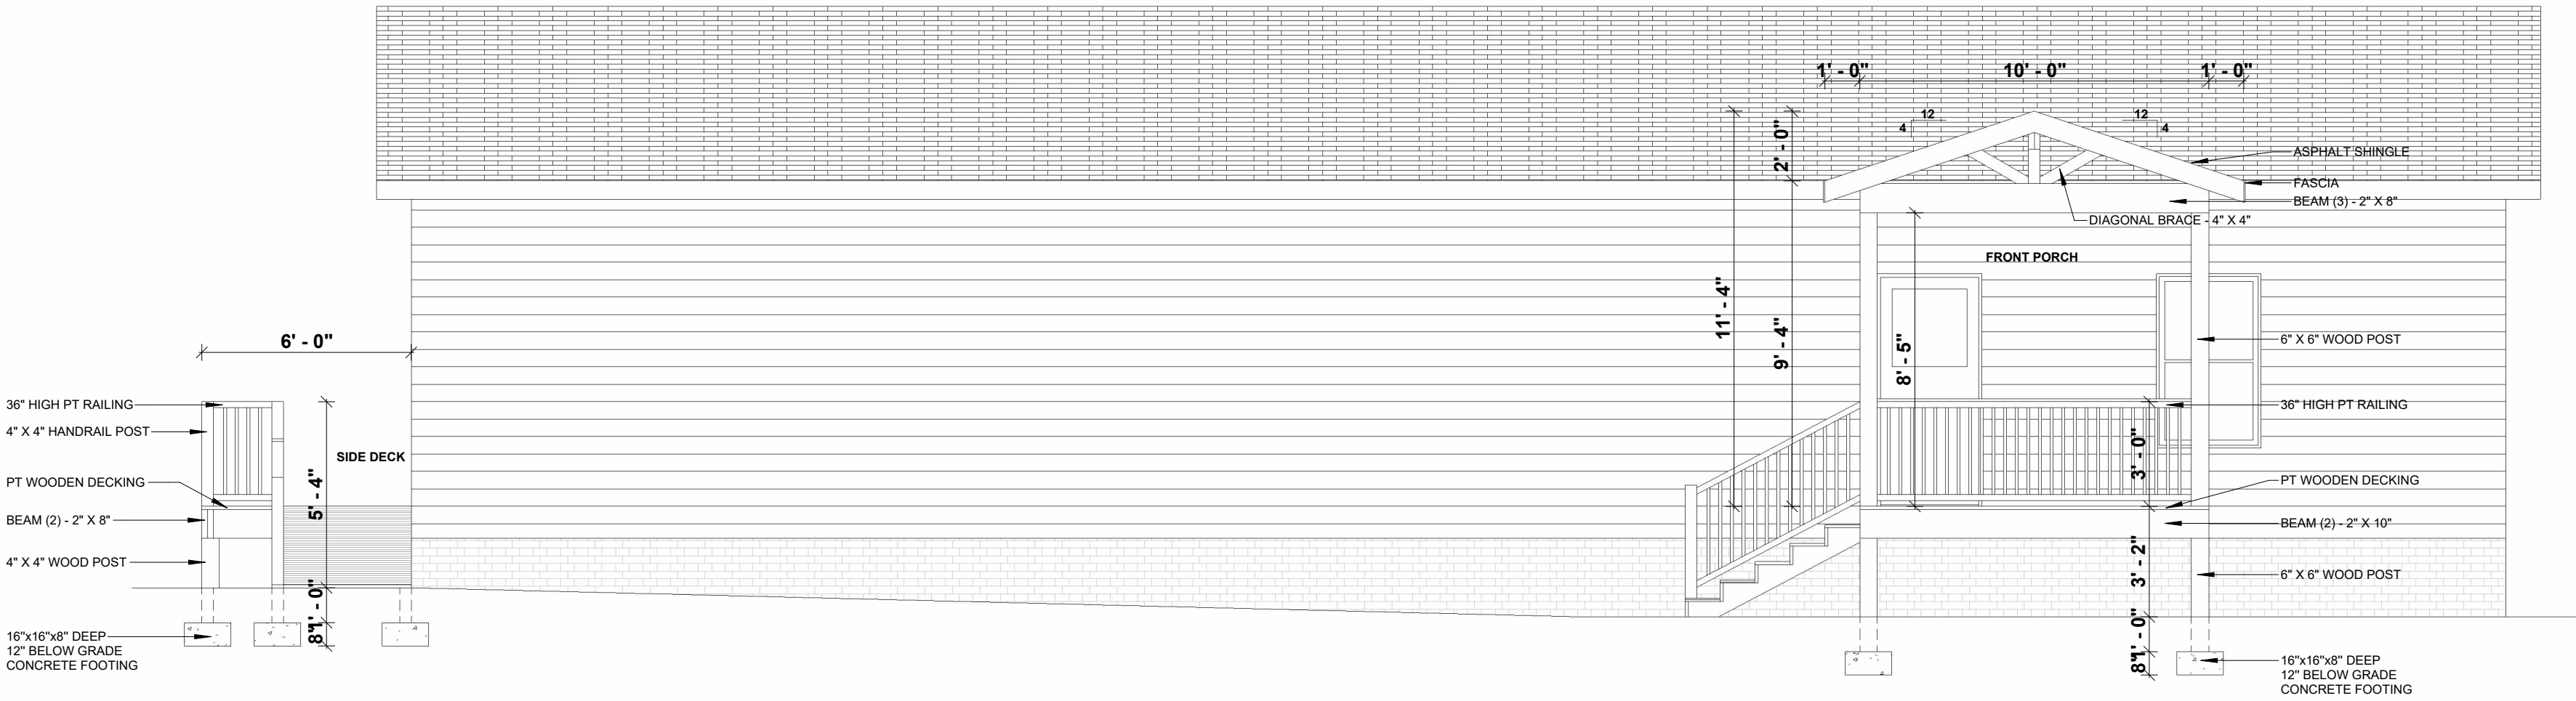 1' - 0" 10' - 0" 1' - 0"
12 12
4 4
2' - 0"
ASPHALT SHINGLE
FASCIA
BEAM (3) - 2" X 8"
DIAGONAL BRACE - 4" X 4"
FRONT PORCH
11' - 4"
9' - 4"
8' - 5"
6' - 0"
6" X 6" WOOD POST
36" HIGH PT RAILING
4" X 4" HANDRAIL POST
SIDE DECK
PT WOODEN DECKING
BEAM (2) - 2" X 8"
4" X 4" WOOD POST
5' - 4"
1' - 0"
8"
16"x16"x8" DEEP
12" BELOW GRADE
CONCRETE FOOTING
36" HIGH PT RAILING
3' - 0"
PT WOODEN DECKING
BEAM (2) - 2" X 10"
3' - 2"
6" X 6" WOOD POST
1' - 0"
8"
16"x16"x8" DEEP
12" BELOW GRADE
CONCRETE FOOTING